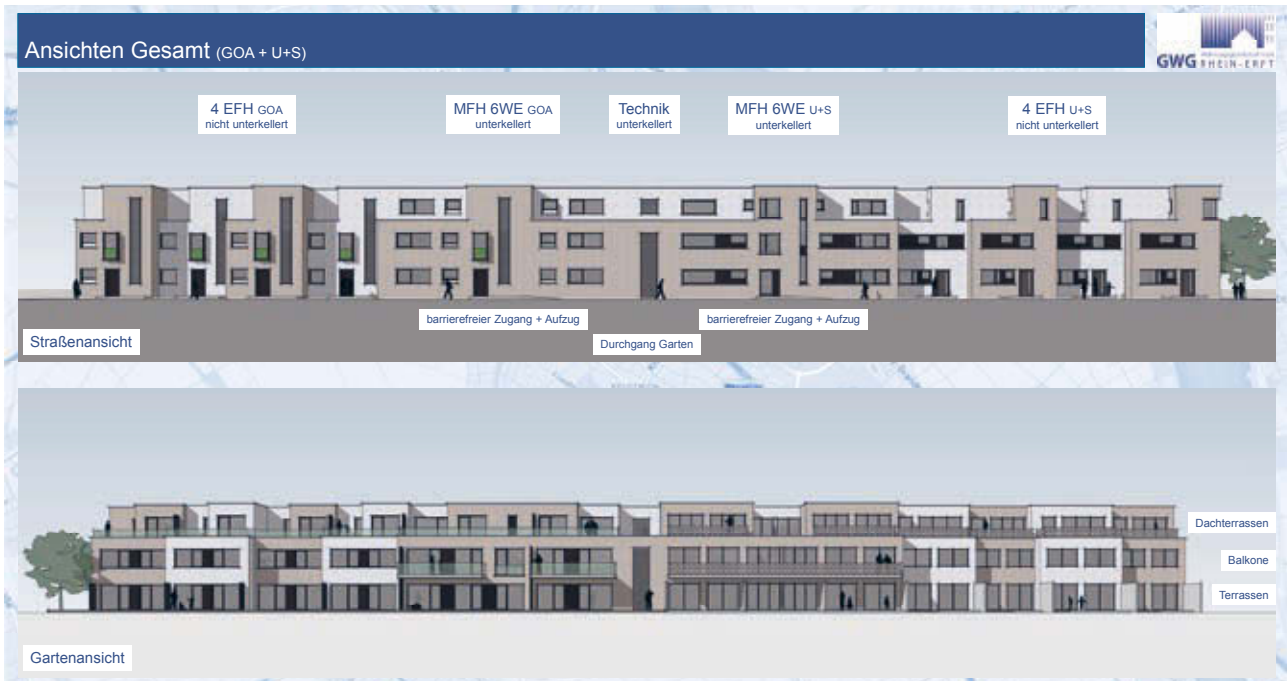 Ansichten Gesamt (GOA + U+S)
GWG RHEIN-ERFT
4 EFH GOA
nicht unterkellert
MFH 6WE GOA
unterkellert
Technik
unterkellert
MFH 6WE U+S
unterkellert
4 EFH U+S
nicht unterkellert
barrierefreier Zugang + Aufzug
barrierefreier Zugang + Aufzug
Straßenansicht
Durchgang Garten
Dachterrassen
Balkone
Terrassen
Gartenansicht